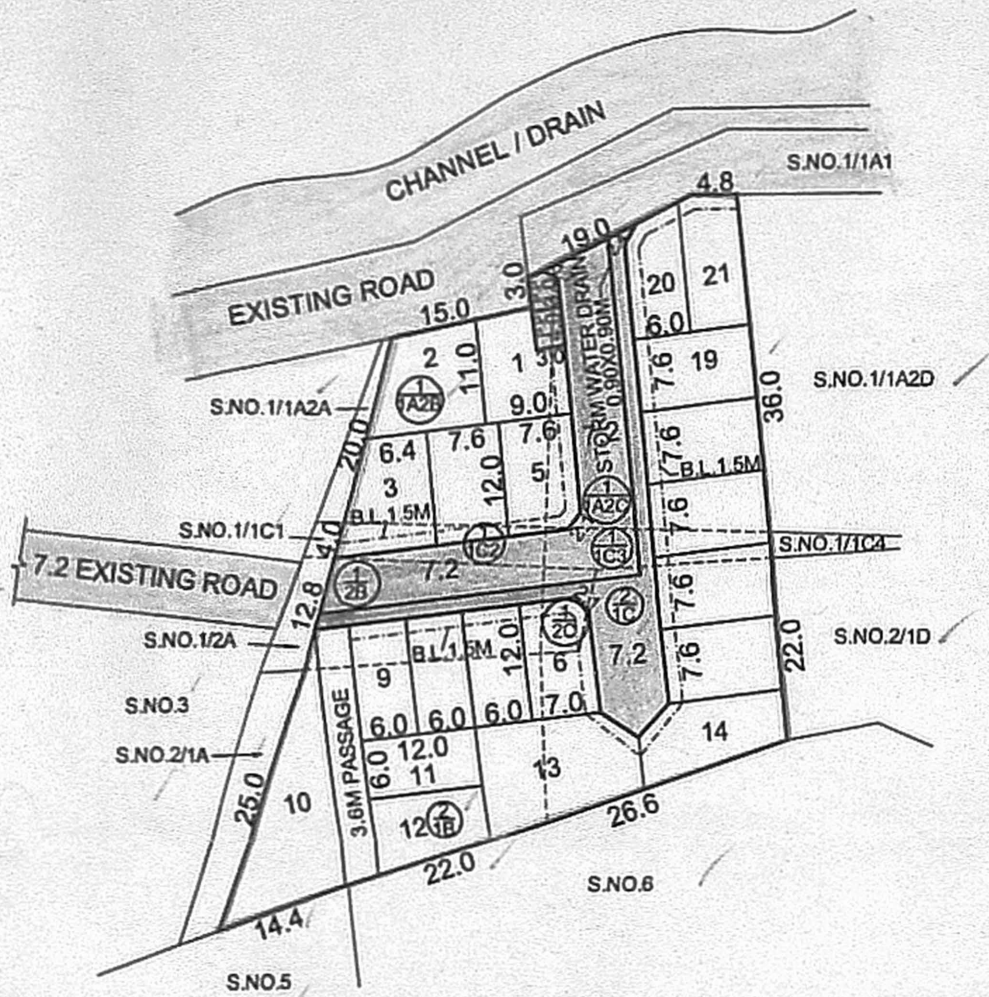 CHANNEL / DRAIN
S.NO.1/1A1
4.8
19.0
EXISTING ROAD
3.0
15.0
STORM WATER DRAIN
0.90X0.90M
20
21
6.0
2
11.0
1
3.0
1
1A2B
9.0
7.6
19
S.NO.1/1A2D
36.0
S.NO.1/1A2A
20.0
6.4
7.6
7.6
3
12.0
5
7.6
B.L.1.5M
B.L.1.5M
1
1A2C
7.6
S.NO.1/1C1
4.0
1
1C2
1
1C3
S.NO.1/1C4
7.2 EXISTING ROAD
12.8
1
2B
7.2
7.6
2
1C
1
2C
S.NO.1/2A
B.L.1.5M
12.0
9
6
7.2
7.6
22.0
S.NO.2/1D
S.NO.3
6.0
6.0
6.0
7.0
14
S.NO.2/1A
3.6M PASSAGE
6.0
12.0
11
13
25.0
10
12
2
1B
26.6
22.0
S.NO.6
14.4
S.NO.5